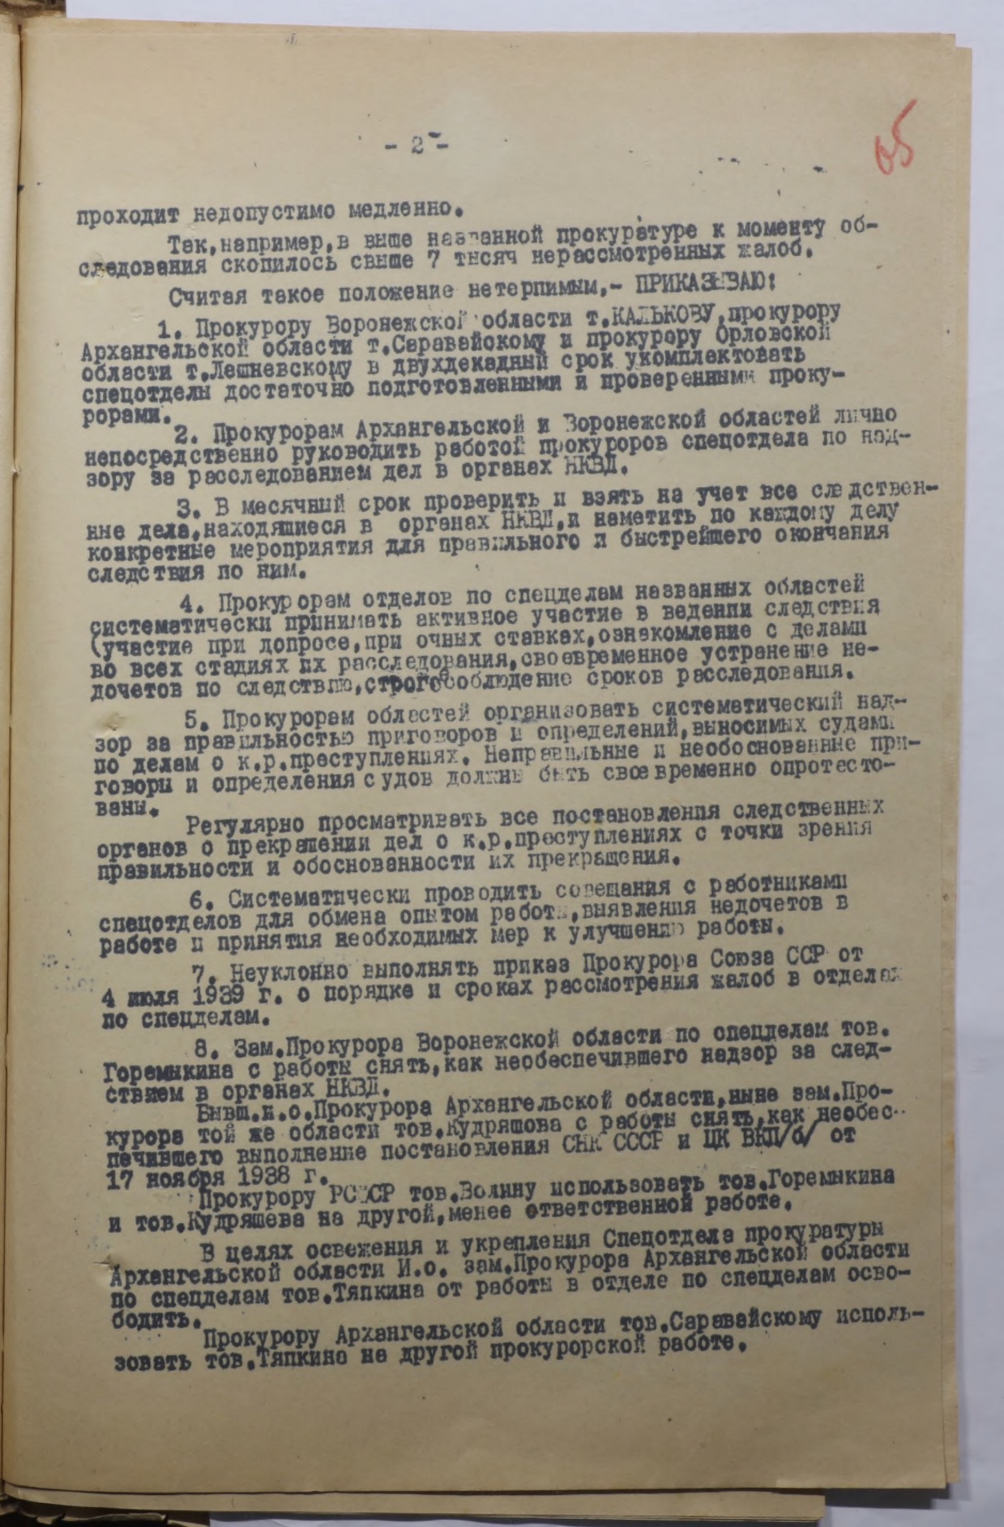 - 2 -
65
проходит недопустимо медленно.
Так,например,в выше названной прокуратуре к моменту об-
следования скопилось свыше 7 тысяч нерассмотренных жалоб.
Считая такое положение нетерпимым,- ПРИКАЗЫВАЮ:
1. Прокурору Воронежской области т.КАЛЬКОВУ,прокурору
Архангельской области т.Саравайскому и прокурору Орловской
области т.Лешневскому в двухдекадный срок укомплектовать
спецотделы достаточно подготовленными и проверенными проку-
рорами.
2. Прокурорам Архангельской и Воронежской областей лично
непосредственно руководить работой прокуроров спецотдела по над-
зору за расследованием дел в органах НКВД.
3. В месячный срок проверить и взять на учет все следствен-
ные дела,находящиеся в органах НКВД,и наметить по каждому делу
конкретные мероприятия для правильного и быстрейшего окончания
следствия по ним.
4. Прокурорам отделов по спецделам названных областей
систематически принимать активное участие в ведении следствия
(участие при допросе,при очных ставках,ознакомление с делами
во всех стадиях их расследования,своевременное устранение не-
дочетов по следствию,строгое соблюдение сроков расследования.
5. Прокурорам областей организовать систематический над-
зор за правильностью приговоров и определений,выносимых судами
по делам о к.р.преступлениях. Неправильные и необоснованные при-
говоры и определения судов должны быть своевременно опротесто-
ваны.
Регулярно просматривать все постановления следственных
органов о прекращении дел о к.р.преступлениях с точки зрения
правильности и обоснованности их прекращения.
6. Систематически проводить совещания с работниками
спецотделов для обмена опытом работы,выявления недочетов в
работе и принятия необходимых мер к улучшению работы.
7. Неуклонно выполнять приказ Прокурора Союза ССР от
4 июля 1939 г. о порядке и сроках рассмотрения жалоб в отделах
по спецделам.
8. Зам.Прокурора Воронежской области по спецделам тов.
Горемыкина с работы снять,как необеспечившего надзор за след-
ствием в органах НКВД.
Бывш.и.о.Прокурора Архангельской области,ныне зам.Про-
курора той же области тов.Кудряшова с работы снять,как необес-
печившего выполнение постановления СНК СССР и ЦК ВКП/б/ от
17 ноября 1938 г.
Прокурору РСФСР тов.Волину использовать тов.Горемыкина
и тов.Кудряшева на другой,менее ответственной работе.
В целях освежения и укрепления Спецотдела прокуратуры
Архангельской области И.о. зам.Прокурора Архангельской области
по спецделам тов.Тяпкина от работы в отделе по спецделам осво-
бодить.
Прокурору Архангельской области тов.Саравайскому исполь-
зовать тов.Тяпкина на другой прокурорской работе.